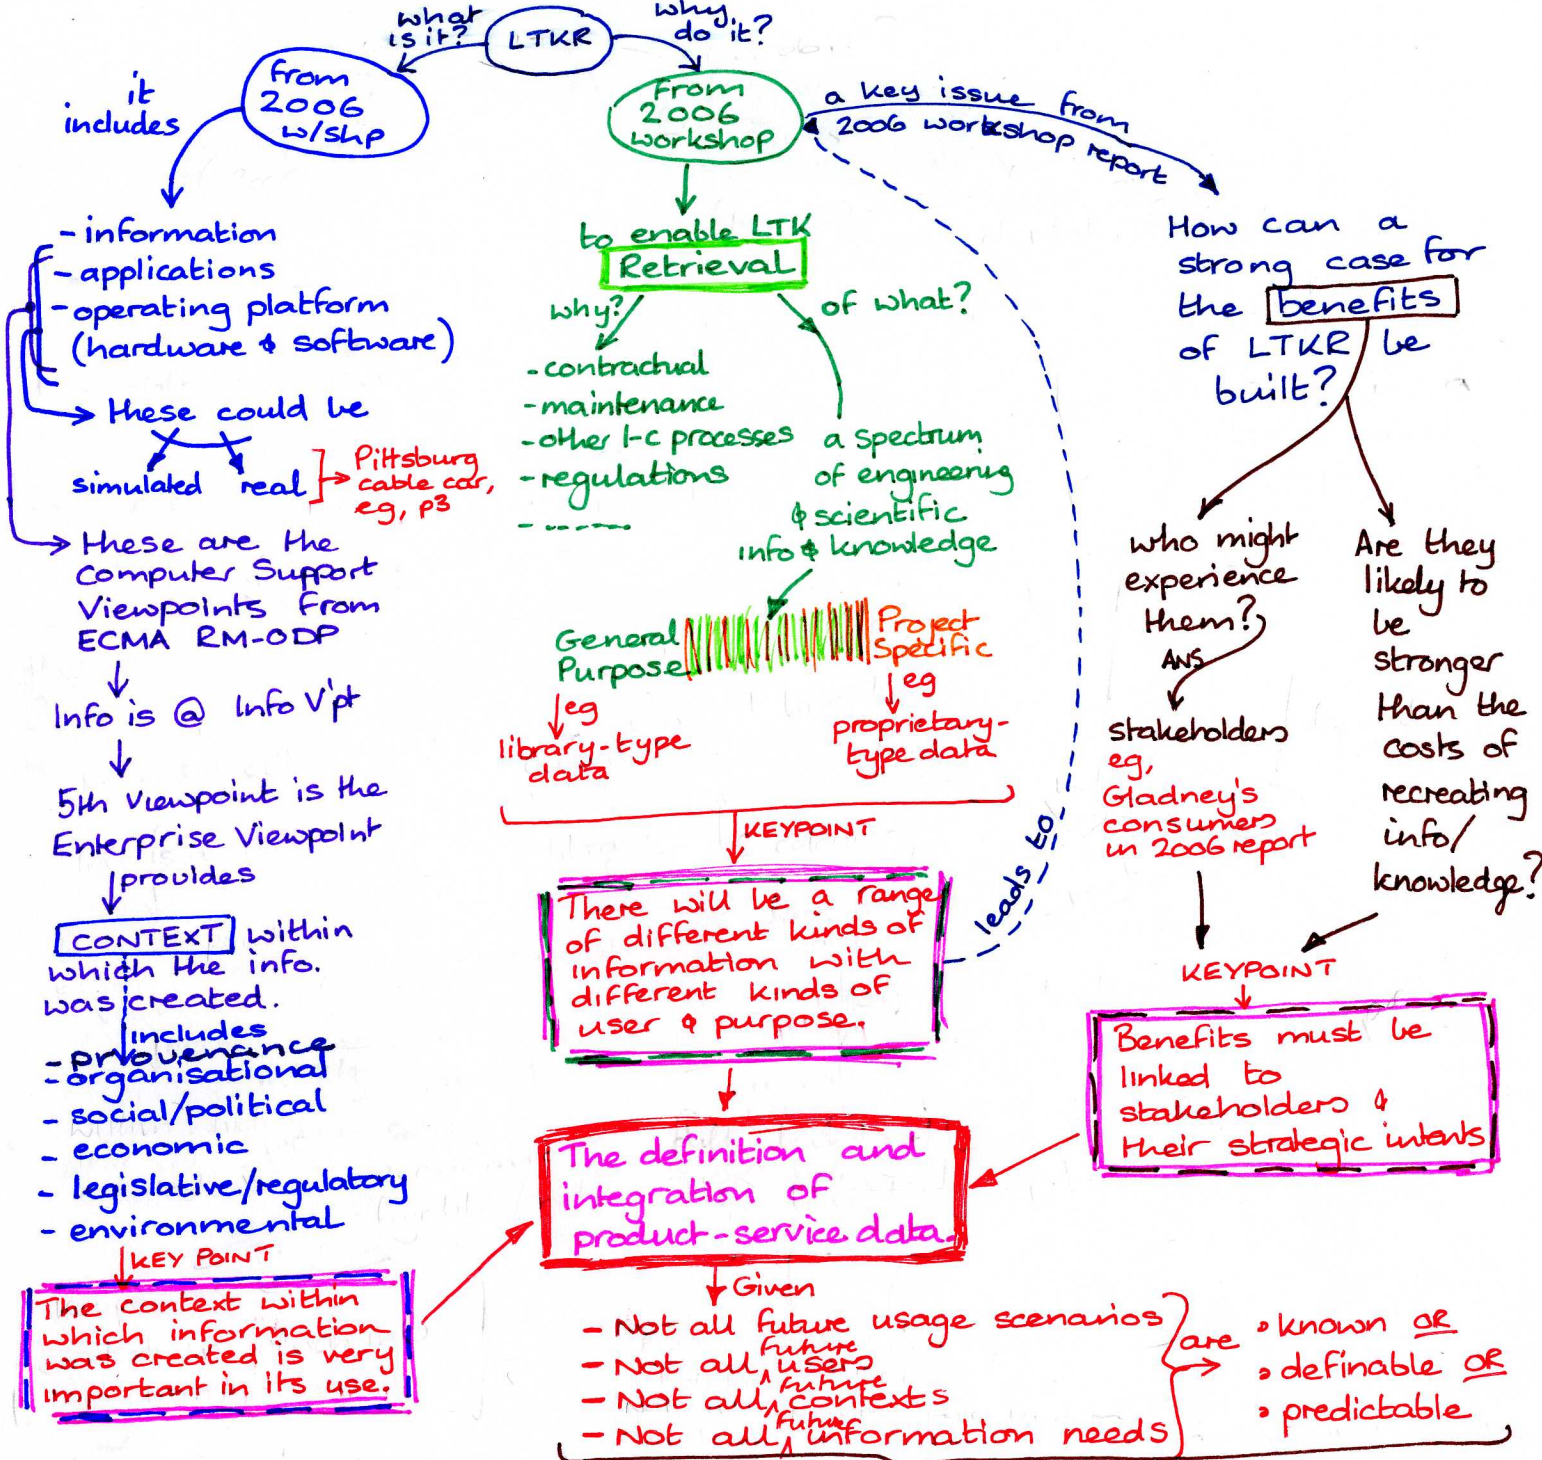 what
is it?
LTKR
why
do it?
from
2006
w/shp
it
includes
- information
- applications
- operating platform
(hardware & software)
these could be
simulated real
Pittsburg
cable car,
eg, p3
these are the
Computer Support
Viewpoints from
ECMA RM-ODP
Info is @ Info V'pt
5th Viewpoint is the
Enterprise Viewpoint
provides
CONTEXT within
which the info.
was created.
includes
- provenance
- organisational
- social/political
- economic
- legislative/regulatory
- environmental
KEY POINT
The context within
which information
was created is very
important in its use.
From
2006
workshop
to enable LTK
Retrieval
why?
- contractual
- maintenance
- other l-c processes
- regulations
- ------
of what?
a spectrum
of engineering
& scientific
info & knowledge
General
Purpose
Project
Specific
eg
library-type
data
eg
proprietary-
type data
KEYPOINT
There will be a range
of different kinds of
information with
different kinds of
user & purpose.
leads to
The definition and
integration of
product-service data.
Given
- Not all future usage scenarios
- Not all future users
- Not all future contexts
- Not all future information needs
are
• known OR
• definable OR
• predictable
a key issue from
2006 workshop report
How can a
strong case for
the benefits
of LTKR be
built?
who might
experience
them?
ANS
stakeholders
eg,
Gladney's
consumers
in 2006 report
Are they
likely to
be
stronger
than the
costs of
recreating
info/
knowledge?
KEYPOINT
Benefits must be
linked to
stakeholders &
their strategic intents